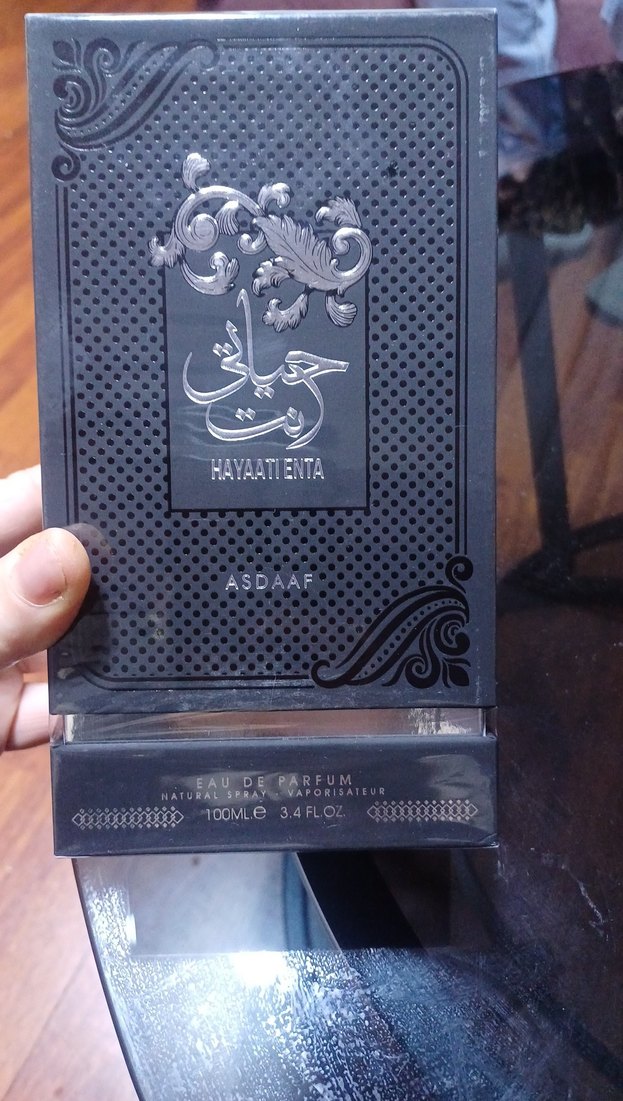 حياتي
انت
HAYAATI ENTA
ASDAAF
EAU DE PARFUM
NATURAL SPRAY - VAPORISATEUR
100ML e 3.4 FL.OZ.